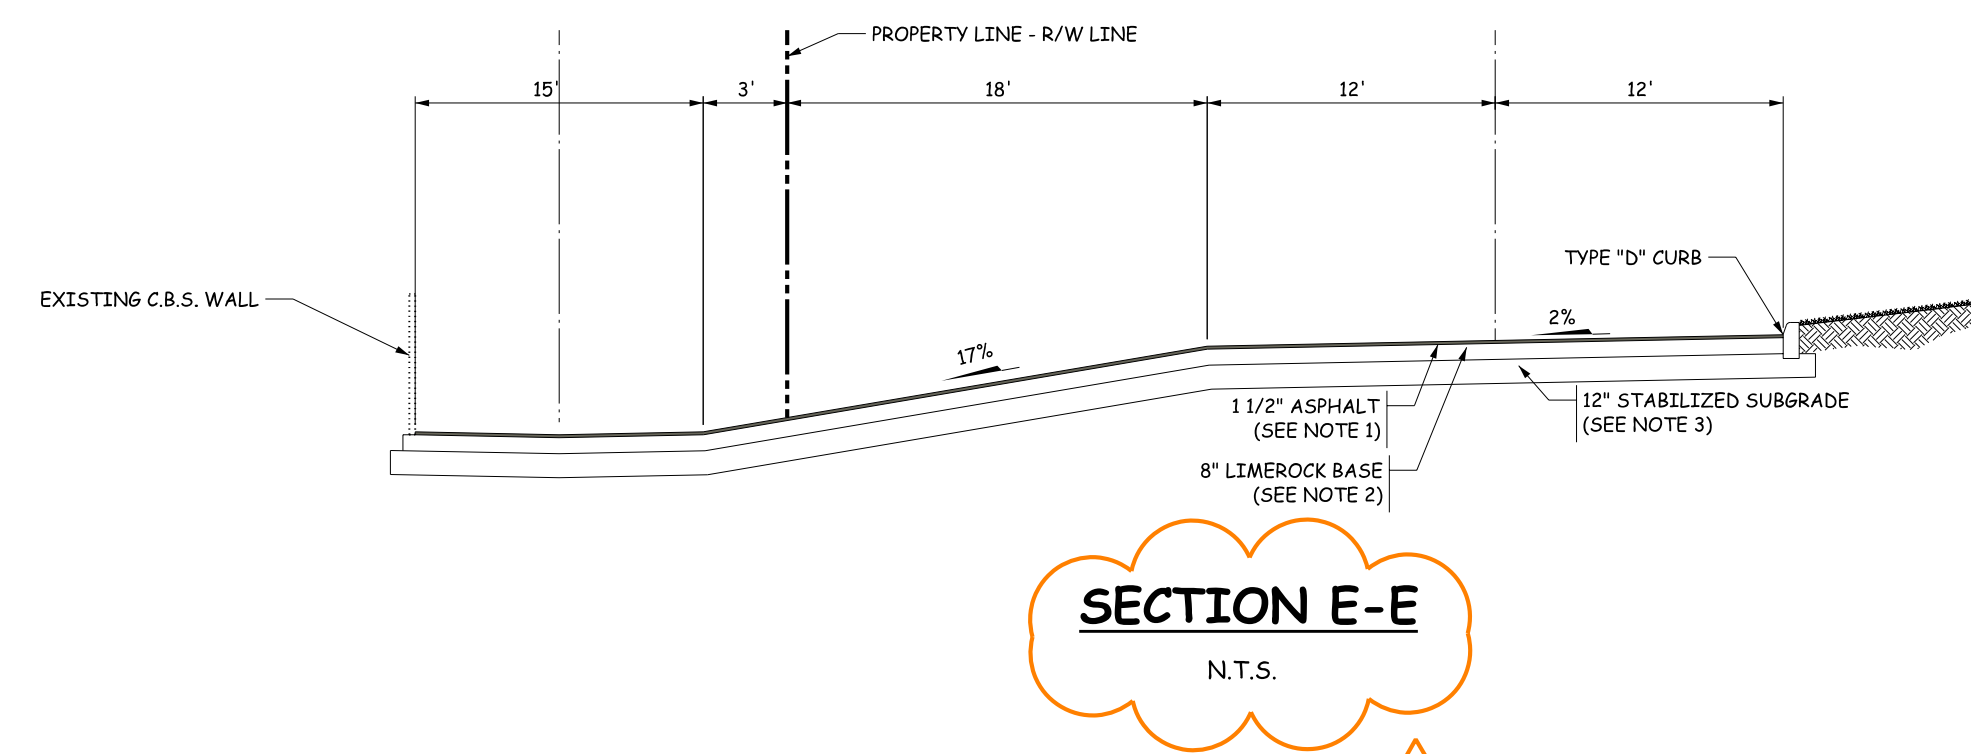 PROPERTY LINE - R/W LINE
15'
3'
18'
12'
12'
TYPE "D" CURB
EXISTING C.B.S. WALL
2%
17%
1 1/2" ASPHALT
(SEE NOTE 1)
12" STABILIZED SUBGRADE
(SEE NOTE 3)
8" LIMEROCK BASE
(SEE NOTE 2)
SECTION E-E
N.T.S.